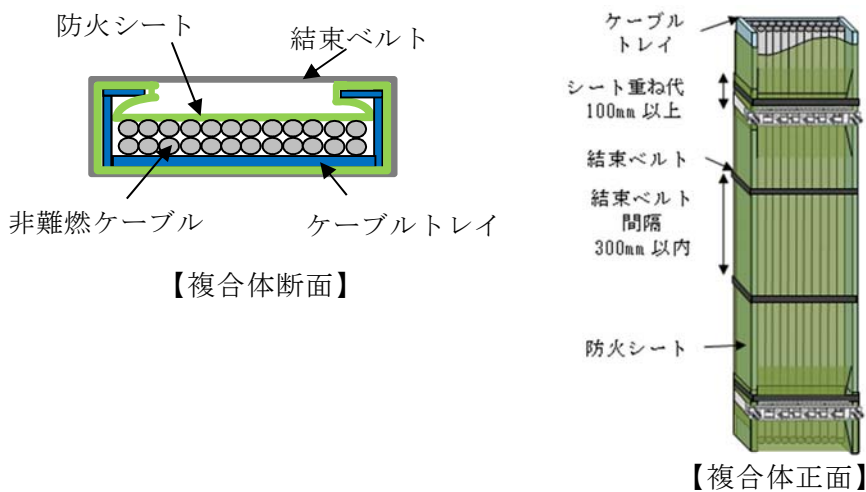 防火シート
結束ベルト
非難燃ケーブル
ケーブルトレイ
【複合体断面】
ケーブル
トレイ
シート重ね代
100mm 以上
結束ベルト
結束ベルト
間隔
300mm 以内
防火シート
【複合体正面】